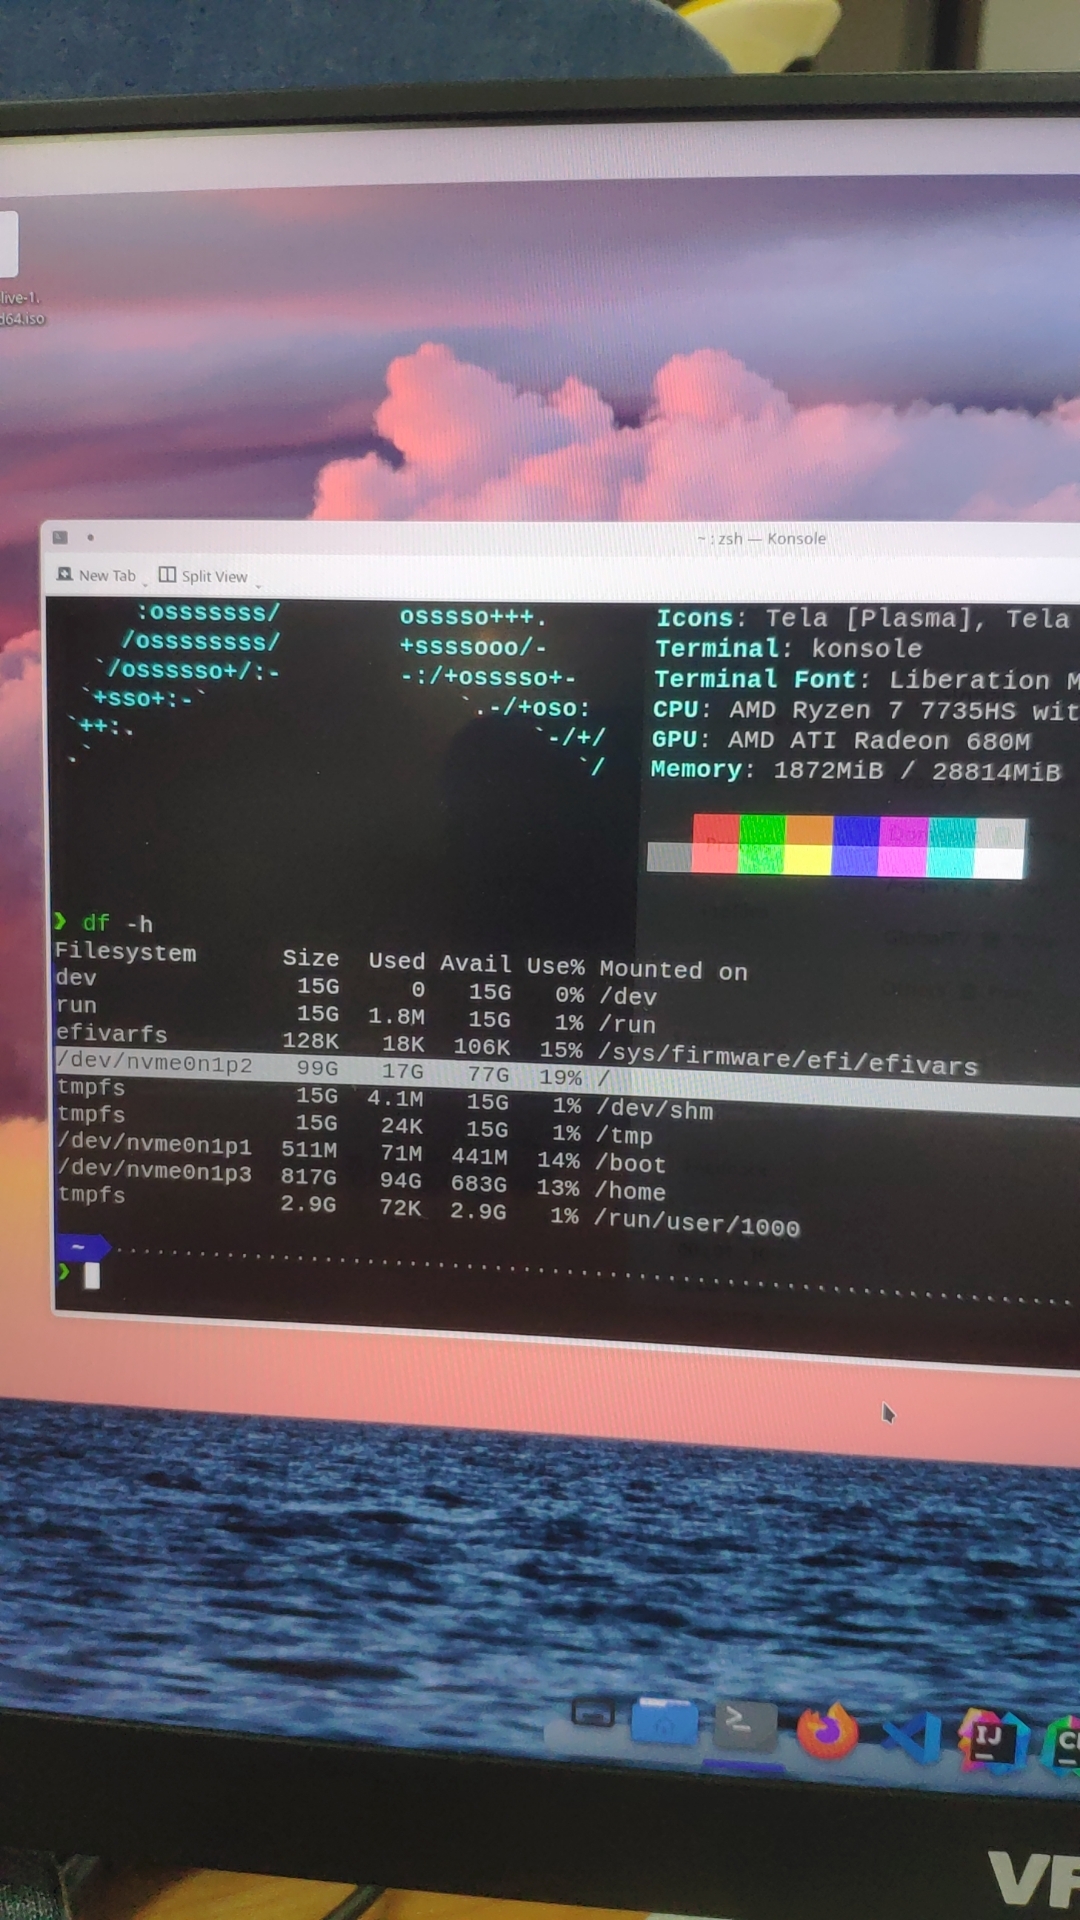 live-1.
d64.iso
~ : zsh — Konsole
New Tab Split View
:osssssss/ osssso+++. Icons: Tela [Plasma], Tela
/ossssssss/ +ssssooo/- Terminal: konsole
`/ossssso+/:- -:/+osssso+- Terminal Font: Liberation M
`+sso+:-` `.-/+oso: CPU: AMD Ryzen 7 7735HS wit
`++:. `-/+/ GPU: AMD ATI Radeon 680M
.` `/ Memory: 1872MiB / 28814MiB
❯ df -h
Filesystem Size Used Avail Use% Mounted on
dev 15G 0 15G 0% /dev
run 15G 1.8M 15G 1% /run
efivarfs 128K 18K 106K 15% /sys/firmware/efi/efivars
/dev/nvme0n1p2 99G 17G 77G 19% /
tmpfs 15G 4.1M 15G 1% /dev/shm
tmpfs 15G 24K 15G 1% /tmp
/dev/nvme0n1p1 511M 71M 441M 14% /boot
/dev/nvme0n1p3 817G 94G 683G 13% /home
tmpfs 2.9G 72K 2.9G 1% /run/user/1000
~
❯
IJ